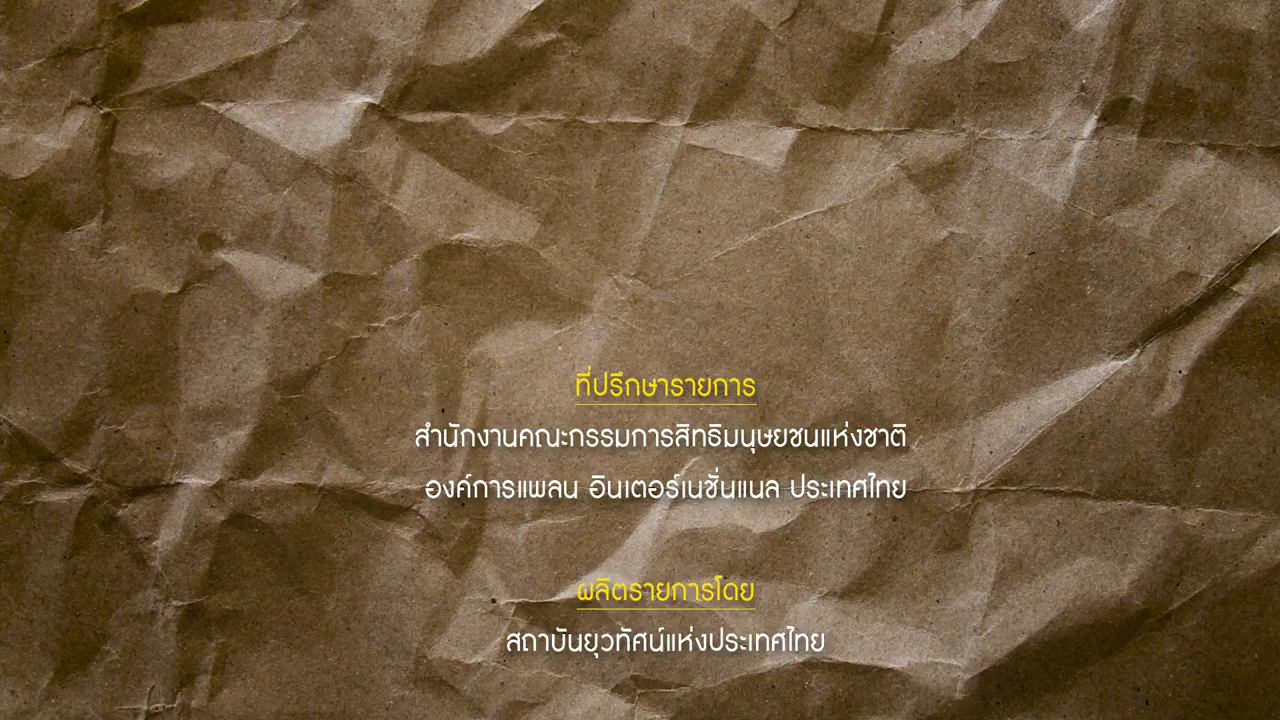 ที่ปรึกษารายการ
สำนักงานคณะกรรมการสิทธิมนุษยชนแห่งชาติ
องค์การแพลน อินเตอร์เนชั่นแนล ประเทศไทย
ผลิตรายการโดย
สถาบันยุวทัศน์แห่งประเทศไทย